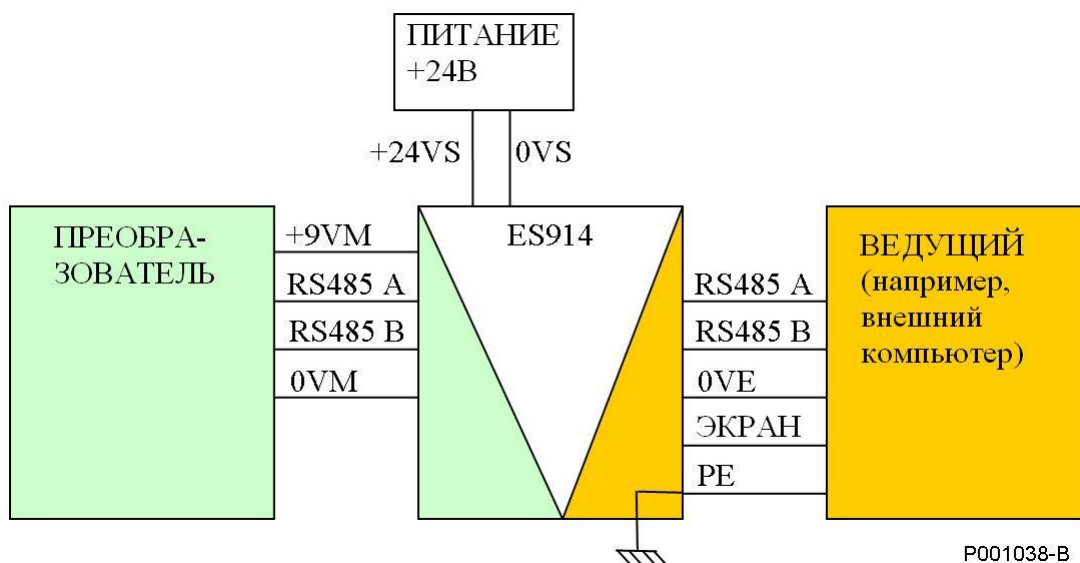 ПИТАНИЕ
+24В
+24VS
0VS
ПРЕОБРА-
ЗОВАТЕЛЬ
+9VM
RS485 A
RS485 B
0VM
ES914
RS485 A
RS485 B
0VE
ЭКРАН
PE
ВЕДУЩИЙ
(например,
внешний
компьютер)
P001038-B